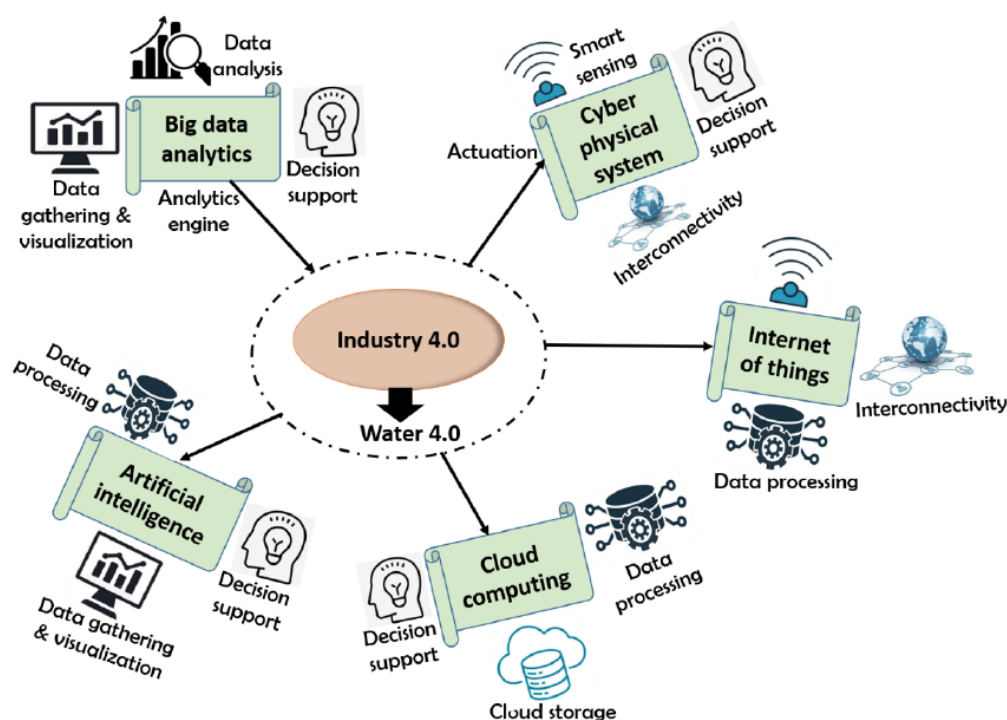 Data
analysis
Big data
analytics
Data
gathering &
visualization
Analytics
engine
Decision
support
Smart
sensing
Cyber
physical
system
Decision
support
Actuation
Interconnectivity
Industry 4.0
Water 4.0
Internet
of things
Interconnectivity
Data processing
Data
processing
Artificial
intelligence
Decision
support
Data gathering
& visualization
Cloud
computing
Data
processing
Decision
support
Cloud storage